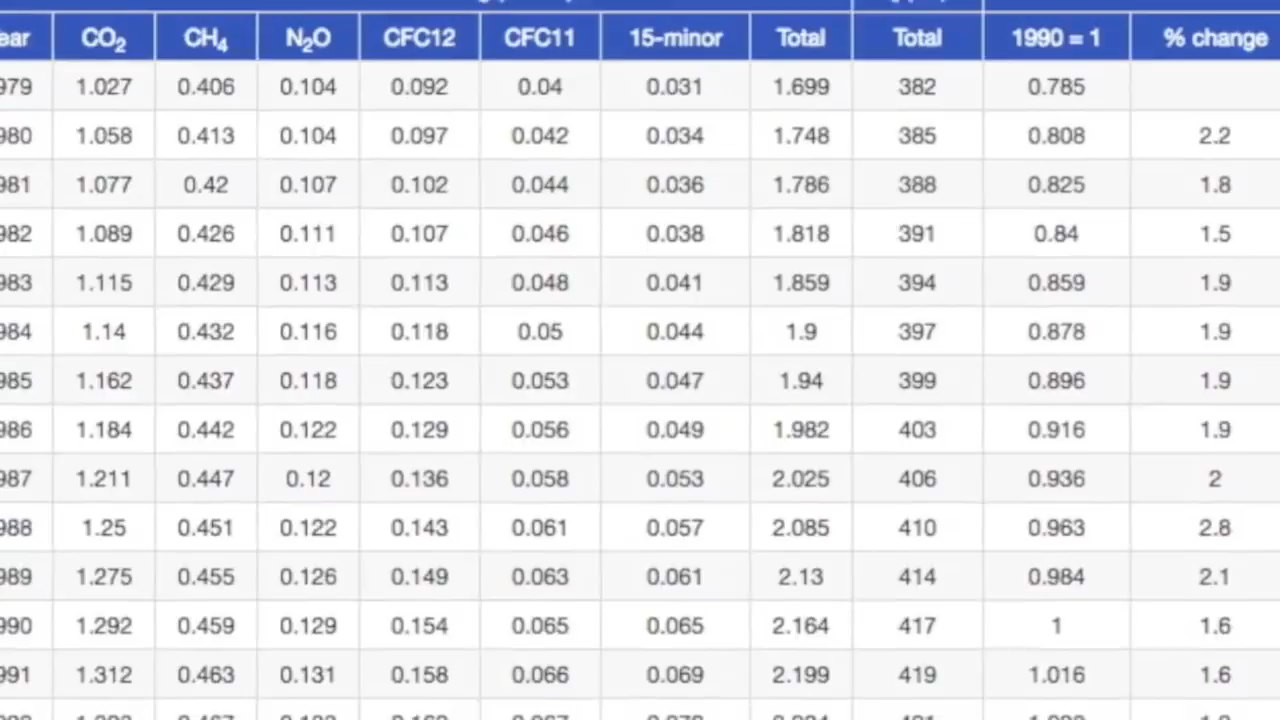 ear CO₂ CH₄ N₂O CFC12 CFC11 15-minor Total Total 1990 = 1 % change
979 1.027 0.406 0.104 0.092 0.04 0.031 1.699 382 0.785
980 1.058 0.413 0.104 0.097 0.042 0.034 1.748 385 0.808 2.2
981 1.077 0.42 0.107 0.102 0.044 0.036 1.786 388 0.825 1.8
982 1.089 0.426 0.111 0.107 0.046 0.038 1.818 391 0.84 1.5
983 1.115 0.429 0.113 0.113 0.048 0.041 1.859 394 0.859 1.9
984 1.14 0.432 0.116 0.118 0.05 0.044 1.9 397 0.878 1.9
985 1.162 0.437 0.118 0.123 0.053 0.047 1.94 399 0.896 1.9
986 1.184 0.442 0.122 0.129 0.056 0.049 1.982 403 0.916 1.9
987 1.211 0.447 0.12 0.136 0.058 0.053 2.025 406 0.936 2
988 1.25 0.451 0.122 0.143 0.061 0.057 2.085 410 0.963 2.8
989 1.275 0.455 0.126 0.149 0.063 0.061 2.13 414 0.984 2.1
990 1.292 0.459 0.129 0.154 0.065 0.065 2.164 417 1 1.6
991 1.312 0.463 0.131 0.158 0.066 0.069 2.199 419 1.016 1.6